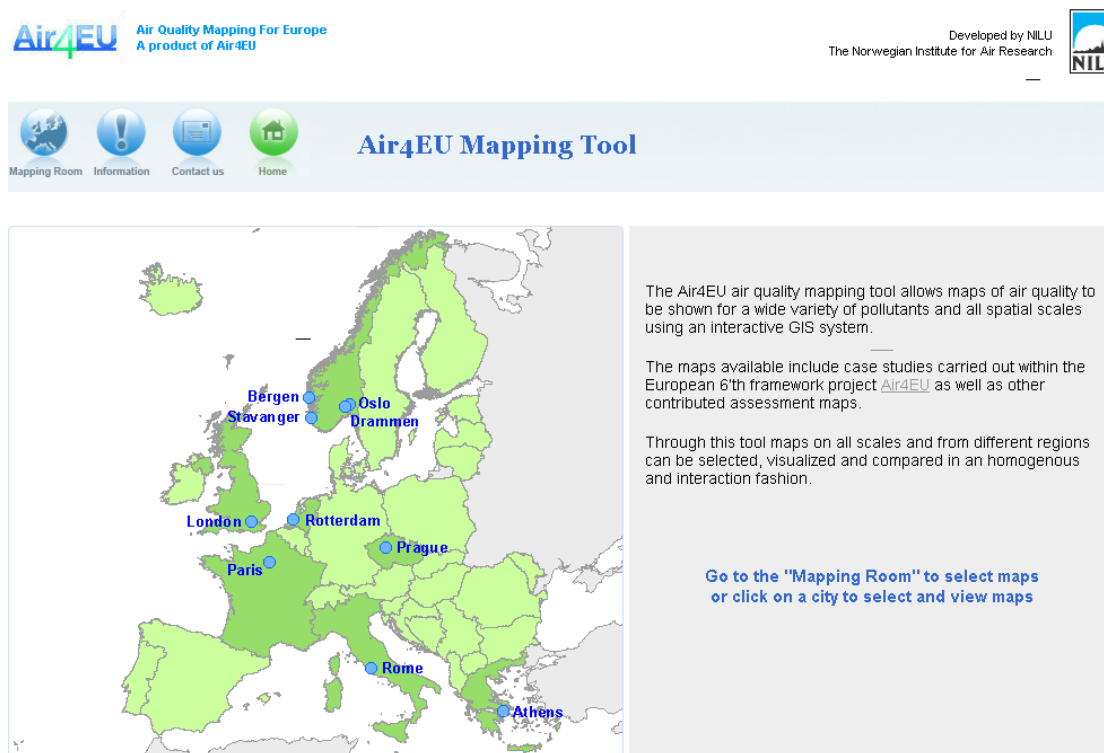 Air4EU
Air Quality Mapping For Europe
A product of Air4EU
Developed by NILU
The Norwegian Institute for Air Research
NILU
Mapping Room
Information
Contact us
Home
Air4EU Mapping Tool
Bergen
Oslo
Stavanger
Drammen
London
Rotterdam
Prague
Paris
Rome
Athens
The Air4EU air quality mapping tool allows maps of air quality to
be shown for a wide variety of pollutants and all spatial scales
using an interactive GIS system.
The maps available include case studies carried out within the
European 6'th framework project Air4EU as well as other
contributed assessment maps.
Through this tool maps on all scales and from different regions
can be selected, visualized and compared in an homogenous
and interaction fashion.
Go to the "Mapping Room" to select maps
or click on a city to select and view maps